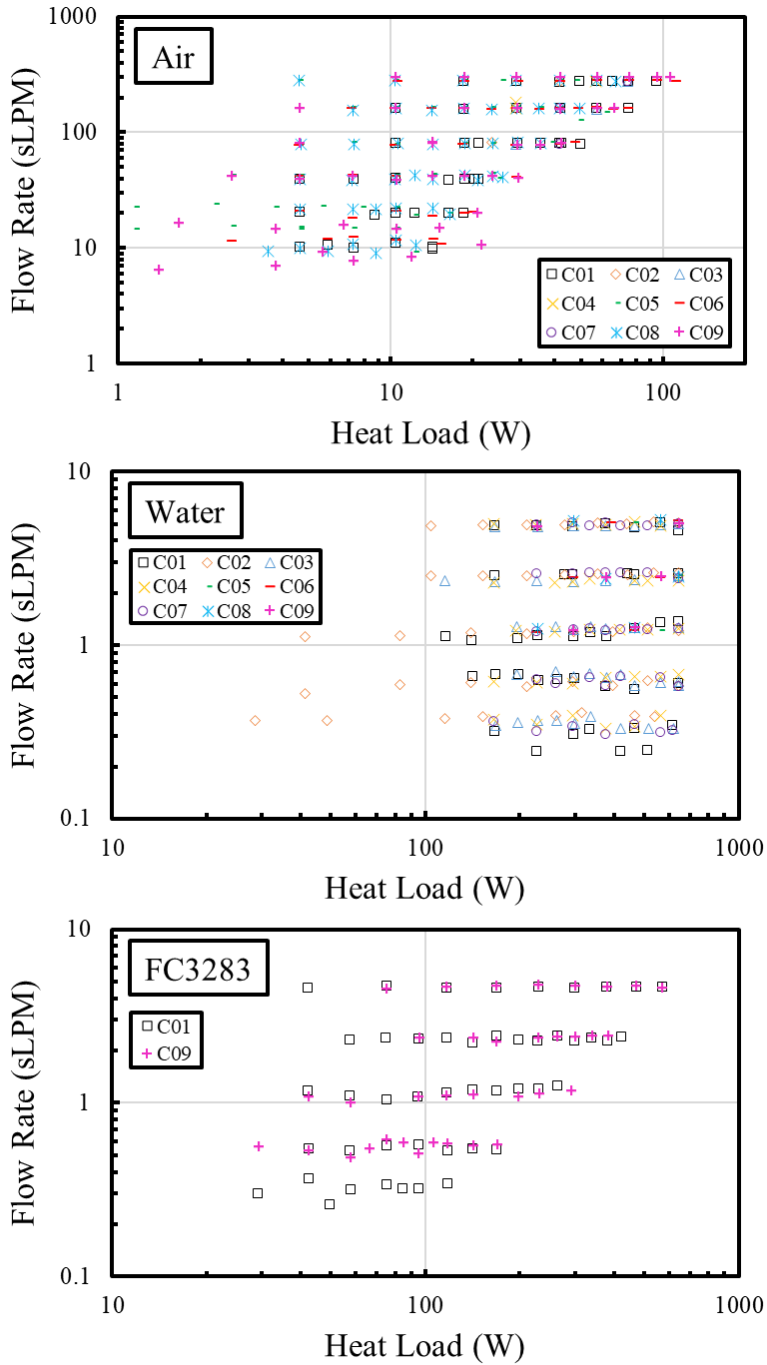 Air
1000
100
10
1
Flow Rate (sLPM)
C01 C02 C03
C04 C05 C06
C07 C08 C09
1 10 100
Heat Load (W)
Water
10
1
0.1
Flow Rate (sLPM)
C01 C02 C03
C04 C05 C06
C07 C08 C09
10 100 1000
Heat Load (W)
FC3283
10
1
0.1
Flow Rate (sLPM)
C01
C09
10 100 1000
Heat Load (W)